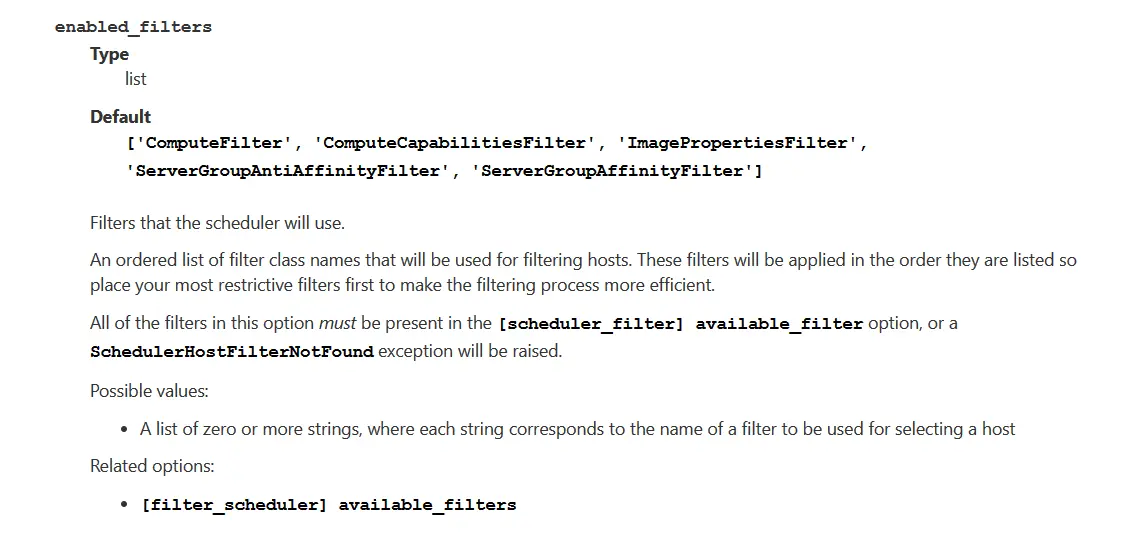 enabled_filters
Type
list
Default
['ComputeFilter', 'ComputeCapabilitiesFilter', 'ImagePropertiesFilter',
'ServerGroupAntiAffinityFilter', 'ServerGroupAffinityFilter']
Filters that the scheduler will use.
An ordered list of filter class names that will be used for filtering hosts. These filters will be applied in the order they are listed so
place your most restrictive filters first to make the filtering process more efficient.
All of the filters in this option must be present in the [scheduler_filter] available_filter option, or a
SchedulerHostFilterNotFound exception will be raised.
Possible values:
• A list of zero or more strings, where each string corresponds to the name of a filter to be used for selecting a host
Related options:
• [filter_scheduler] available_filters